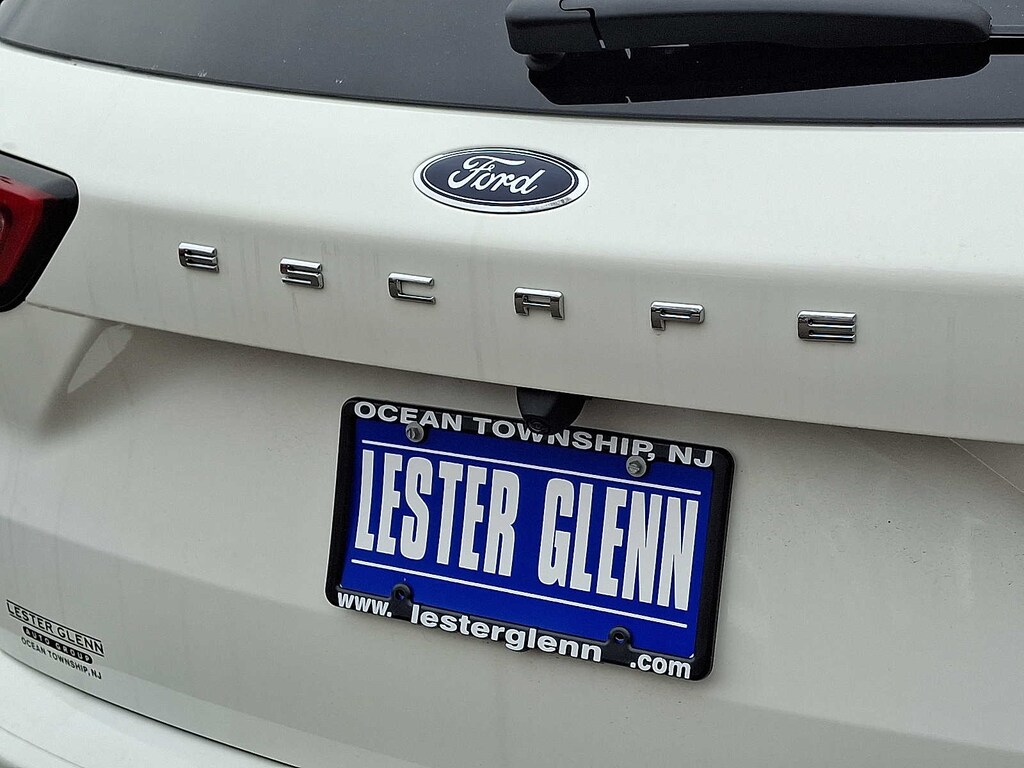 Ford
ESCAPE
OCEAN TOWNSHIP, NJ
LESTER GLENN
www.lesterglenn.com
LESTER GLENN
AUTO GROUP
OCEAN TOWNSHIP, NJ